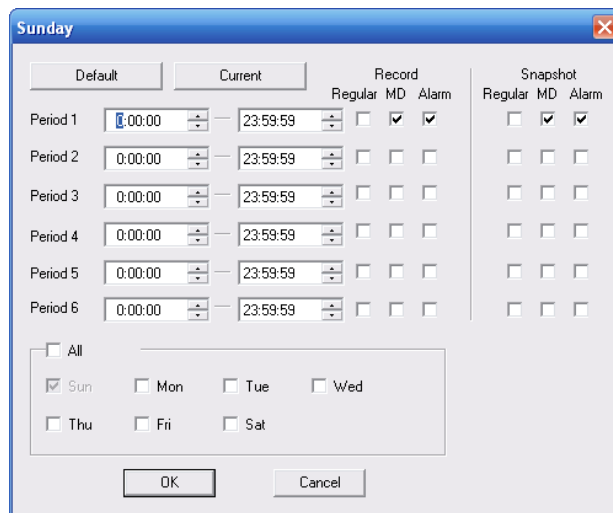 Sunday
Default Current Record Snapshot
Regular MD Alarm Regular MD Alarm
Period 1 0:00:00 — 23:59:59
Period 2 0:00:00 — 23:59:59
Period 3 0:00:00 — 23:59:59
Period 4 0:00:00 — 23:59:59
Period 5 0:00:00 — 23:59:59
Period 6 0:00:00 — 23:59:59
All
Sun Mon Tue Wed
Thu Fri Sat
OK Cancel